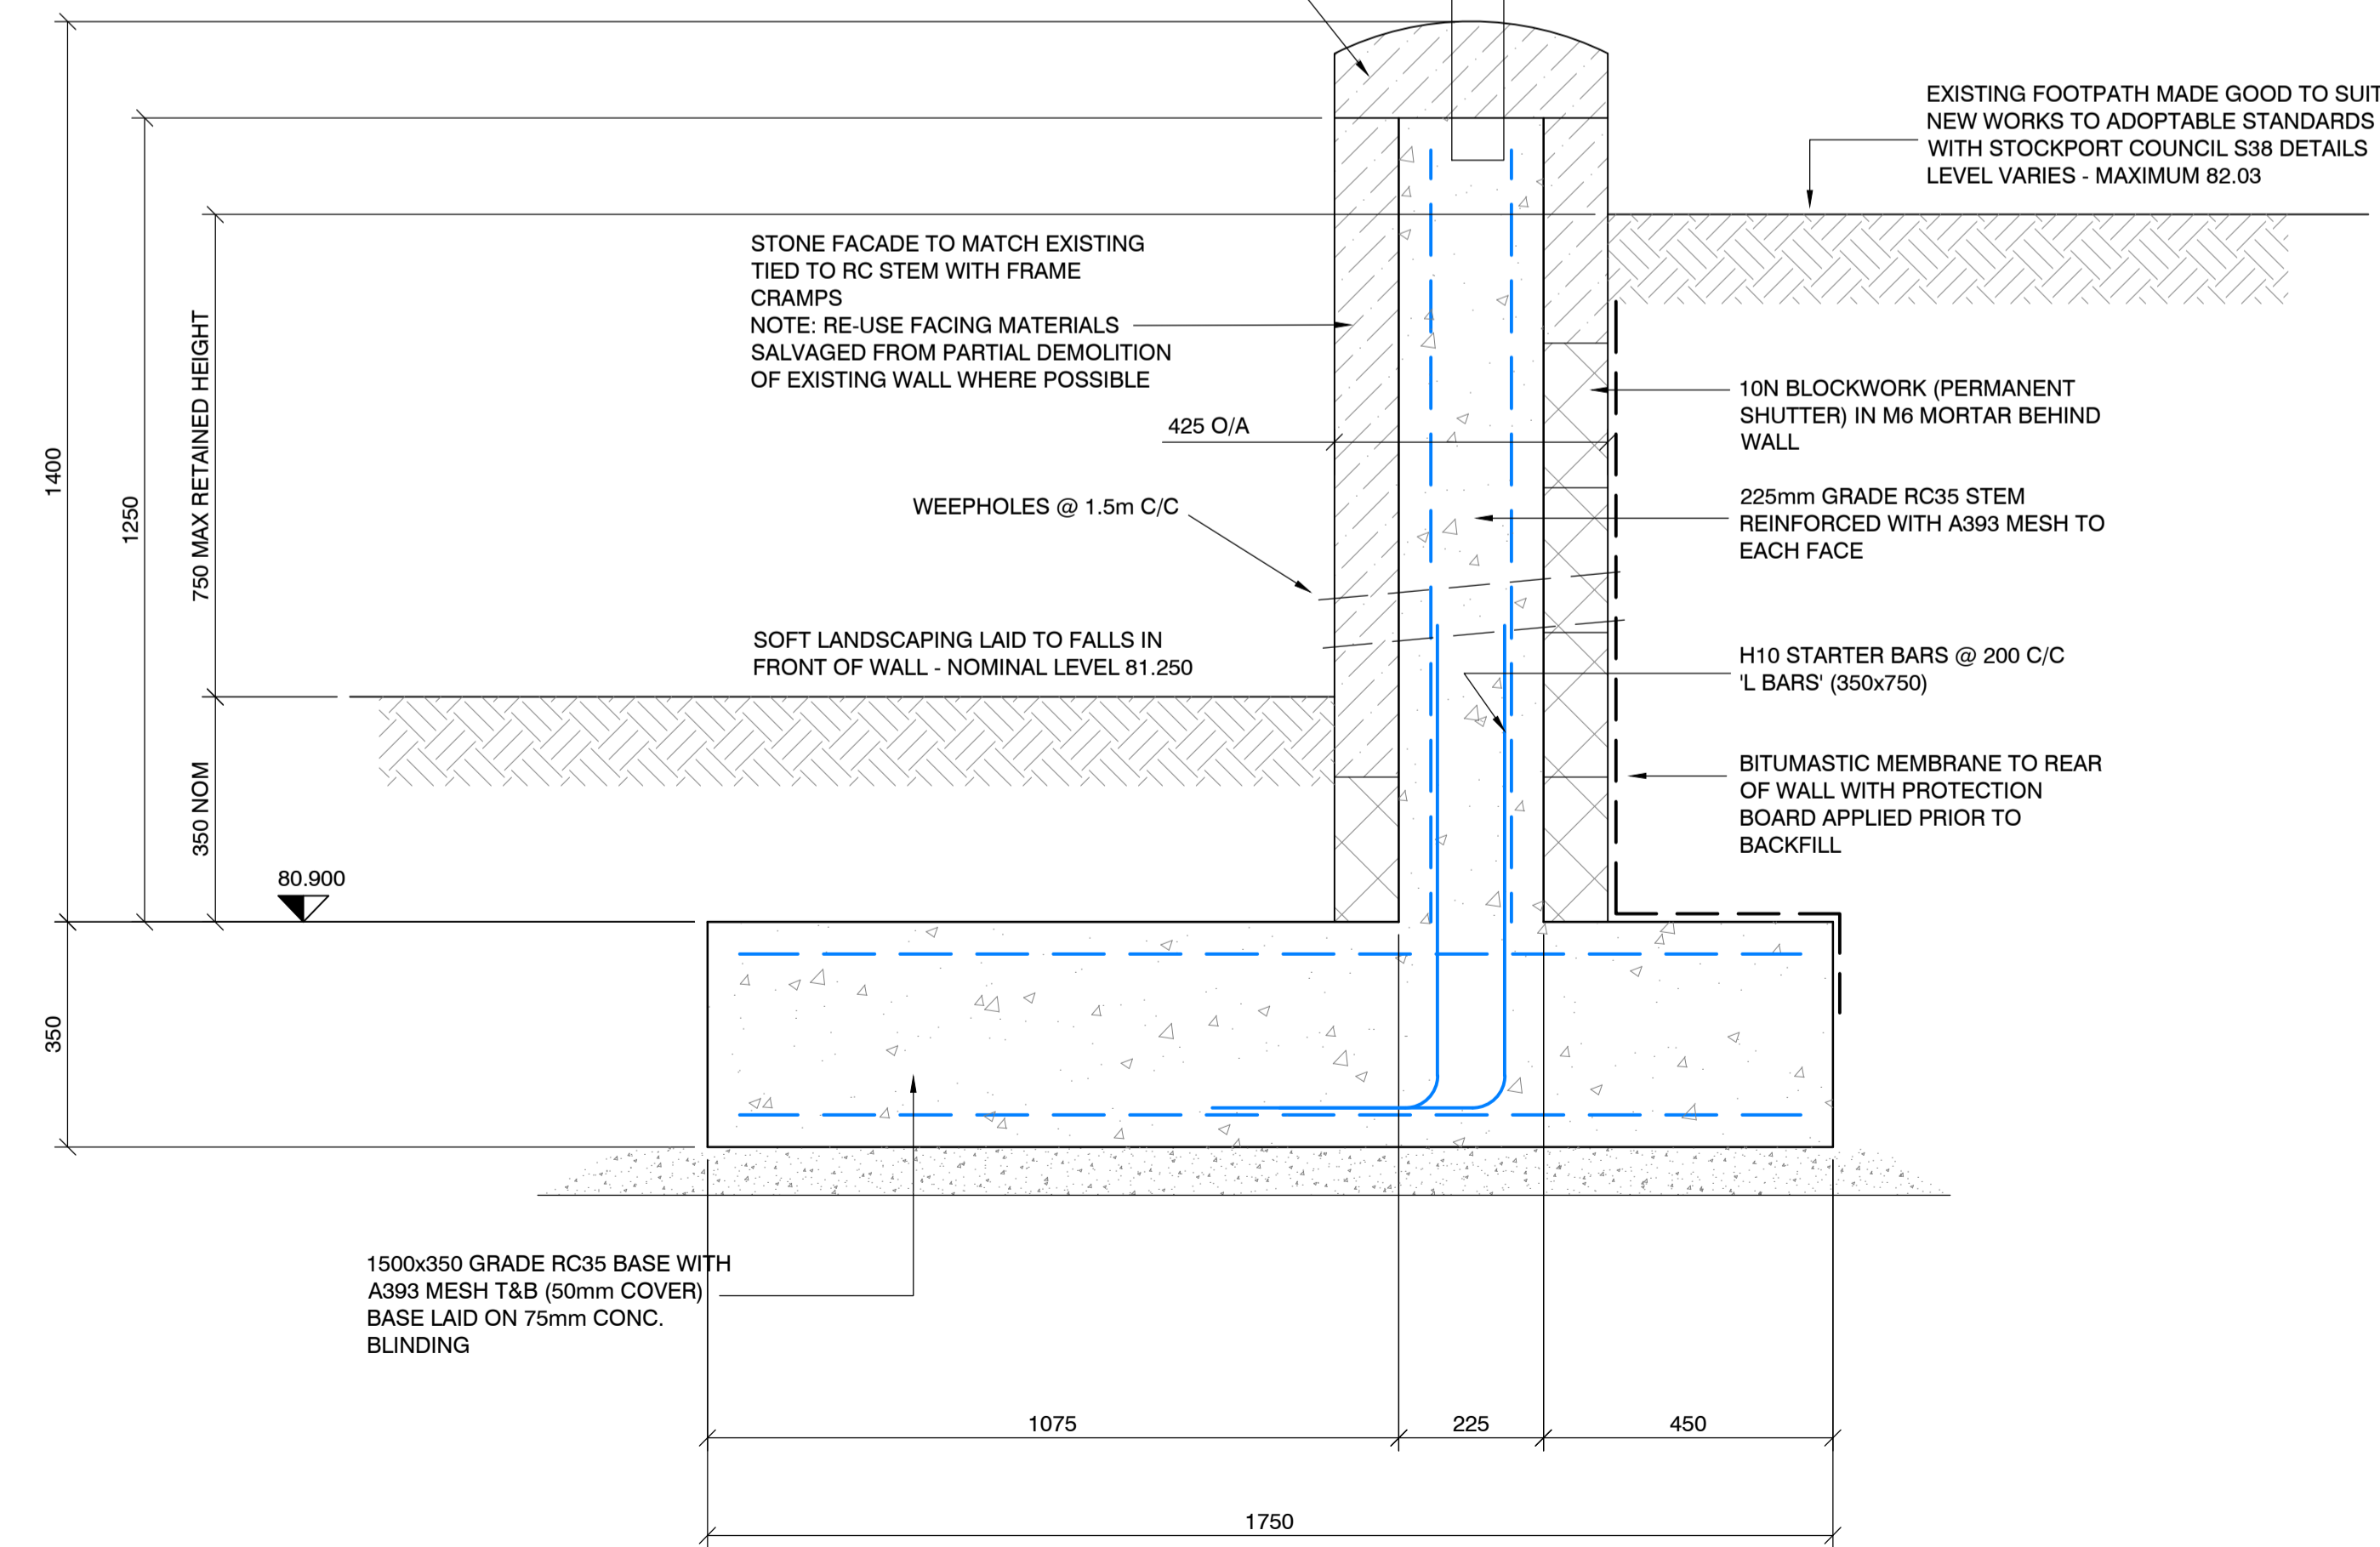 EXISTING FOOTPATH MADE GOOD TO SUIT
NEW WORKS TO ADOPTABLE STANDARDS
WITH STOCKPORT COUNCIL S38 DETAILS
LEVEL VARIES - MAXIMUM 82.03
STONE FACADE TO MATCH EXISTING
TIED TO RC STEM WITH FRAME
CRAMPS
NOTE: RE-USE FACING MATERIALS
SALVAGED FROM PARTIAL DEMOLITION
OF EXISTING WALL WHERE POSSIBLE
10N BLOCKWORK (PERMANENT
SHUTTER) IN M6 MORTAR BEHIND
WALL
425 O/A
1400
1250
750 MAX RETAINED HEIGHT
WEEPHOLES @ 1.5m C/C
225mm GRADE RC35 STEM
REINFORCED WITH A393 MESH TO
EACH FACE
SOFT LANDSCAPING LAID TO FALLS IN
FRONT OF WALL - NOMINAL LEVEL 81.250
H10 STARTER BARS @ 200 C/C
'L BARS' (350x750)
BITUMASTIC MEMBRANE TO REAR
OF WALL WITH PROTECTION
BOARD APPLIED PRIOR TO
BACKFILL
350 NOM
80.900
350
1500x350 GRADE RC35 BASE WITH
A393 MESH T&B (50mm COVER)
BASE LAID ON 75mm CONC.
BLINDING
1075
225
450
1750